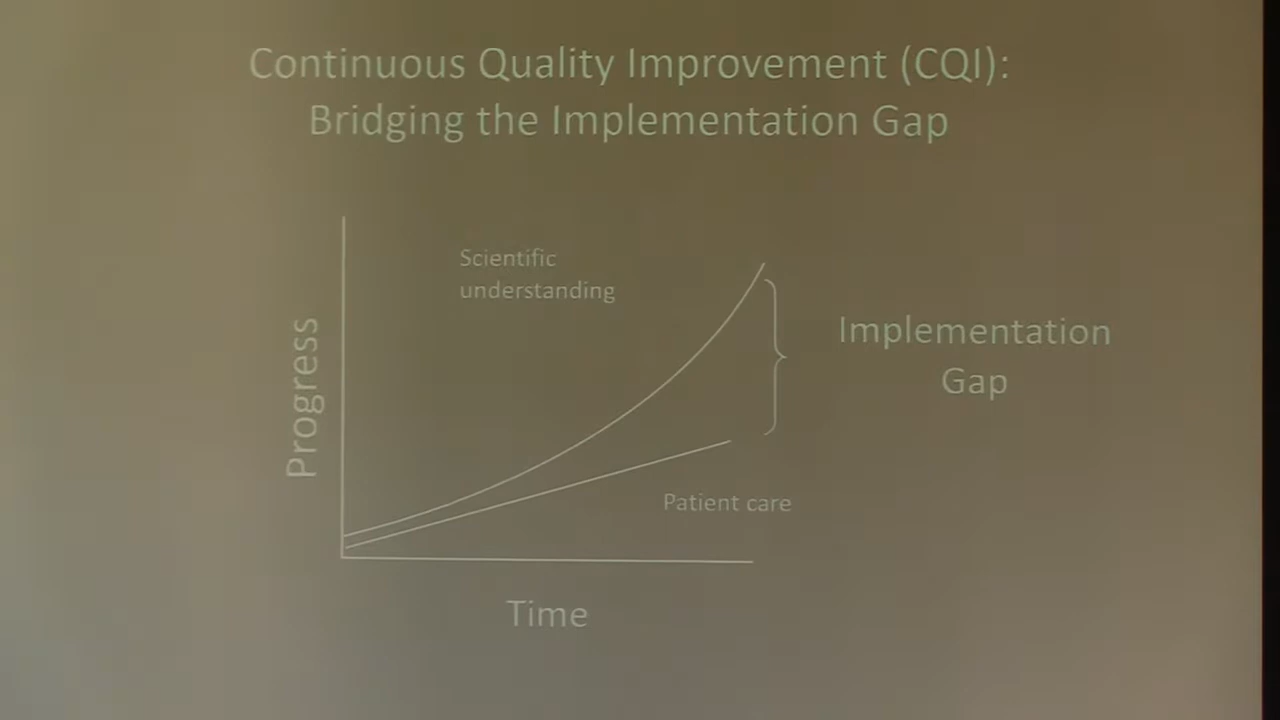 Continuous Quality Improvement (CQI):
Bridging the Implementation Gap
Scientific
understanding
Progress
Implementation
Gap
Patient care
Time